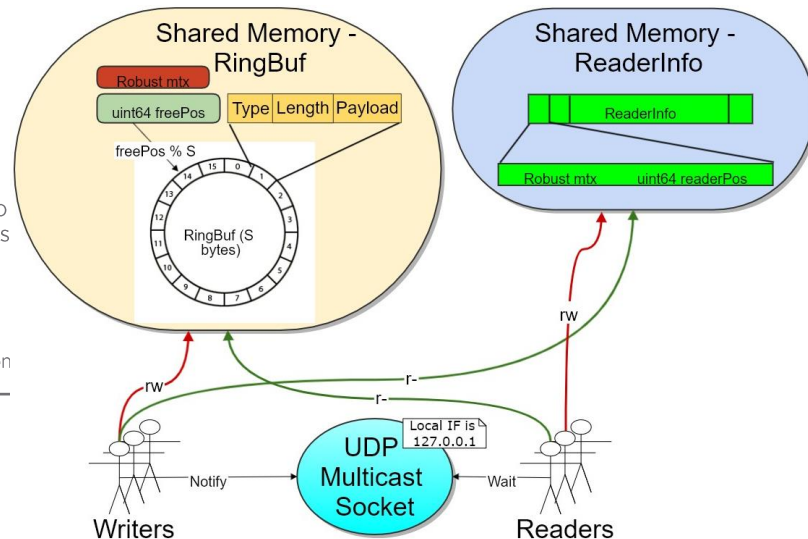 Shared Memory -
RingBuf
Robust mtx
uint64 freePos
Type Length Payload
freePos % S
0
1
2
3
4
5
6
7
8
9
10
11
12
13
14
15
RingBuf (S
bytes)
Shared Memory -
ReaderInfo
ReaderInfo
Robust mtx uint64 readerPos
rw
rw
r-
r-
Local IF is
127.0.0.1
UDP
Multicast
Socket
Notify
Wait
Writers
Readers